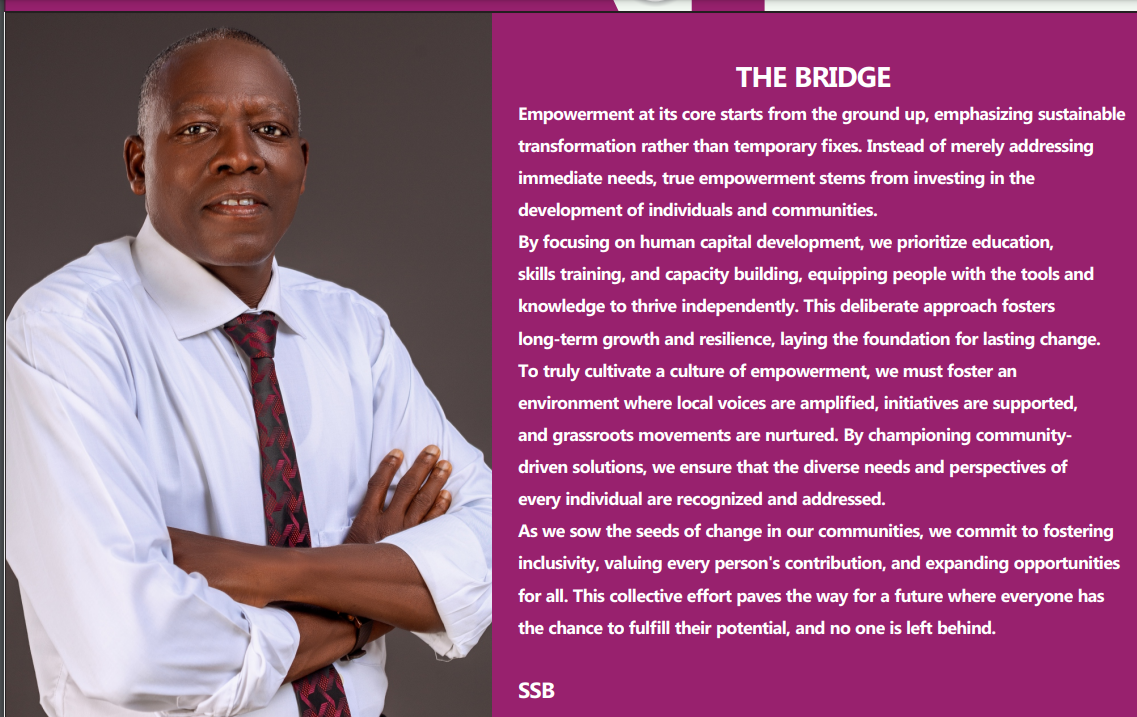 THE BRIDGE
Empowerment at its core starts from the ground up, emphasizing sustainable
transformation rather than temporary fixes. Instead of merely addressing
immediate needs, true empowerment stems from investing in the
development of individuals and communities.
By focusing on human capital development, we prioritize education,
skills training, and capacity building, equipping people with the tools and
knowledge to thrive independently. This deliberate approach fosters
long-term growth and resilience, laying the foundation for lasting change.
To truly cultivate a culture of empowerment, we must foster an
environment where local voices are amplified, initiatives are supported,
and grassroots movements are nurtured. By championing community-
driven solutions, we ensure that the diverse needs and perspectives of
every individual are recognized and addressed.
As we sow the seeds of change in our communities, we commit to fostering
inclusivity, valuing every person's contribution, and expanding opportunities
for all. This collective effort paves the way for a future where everyone has
the chance to fulfill their potential, and no one is left behind.
SSB